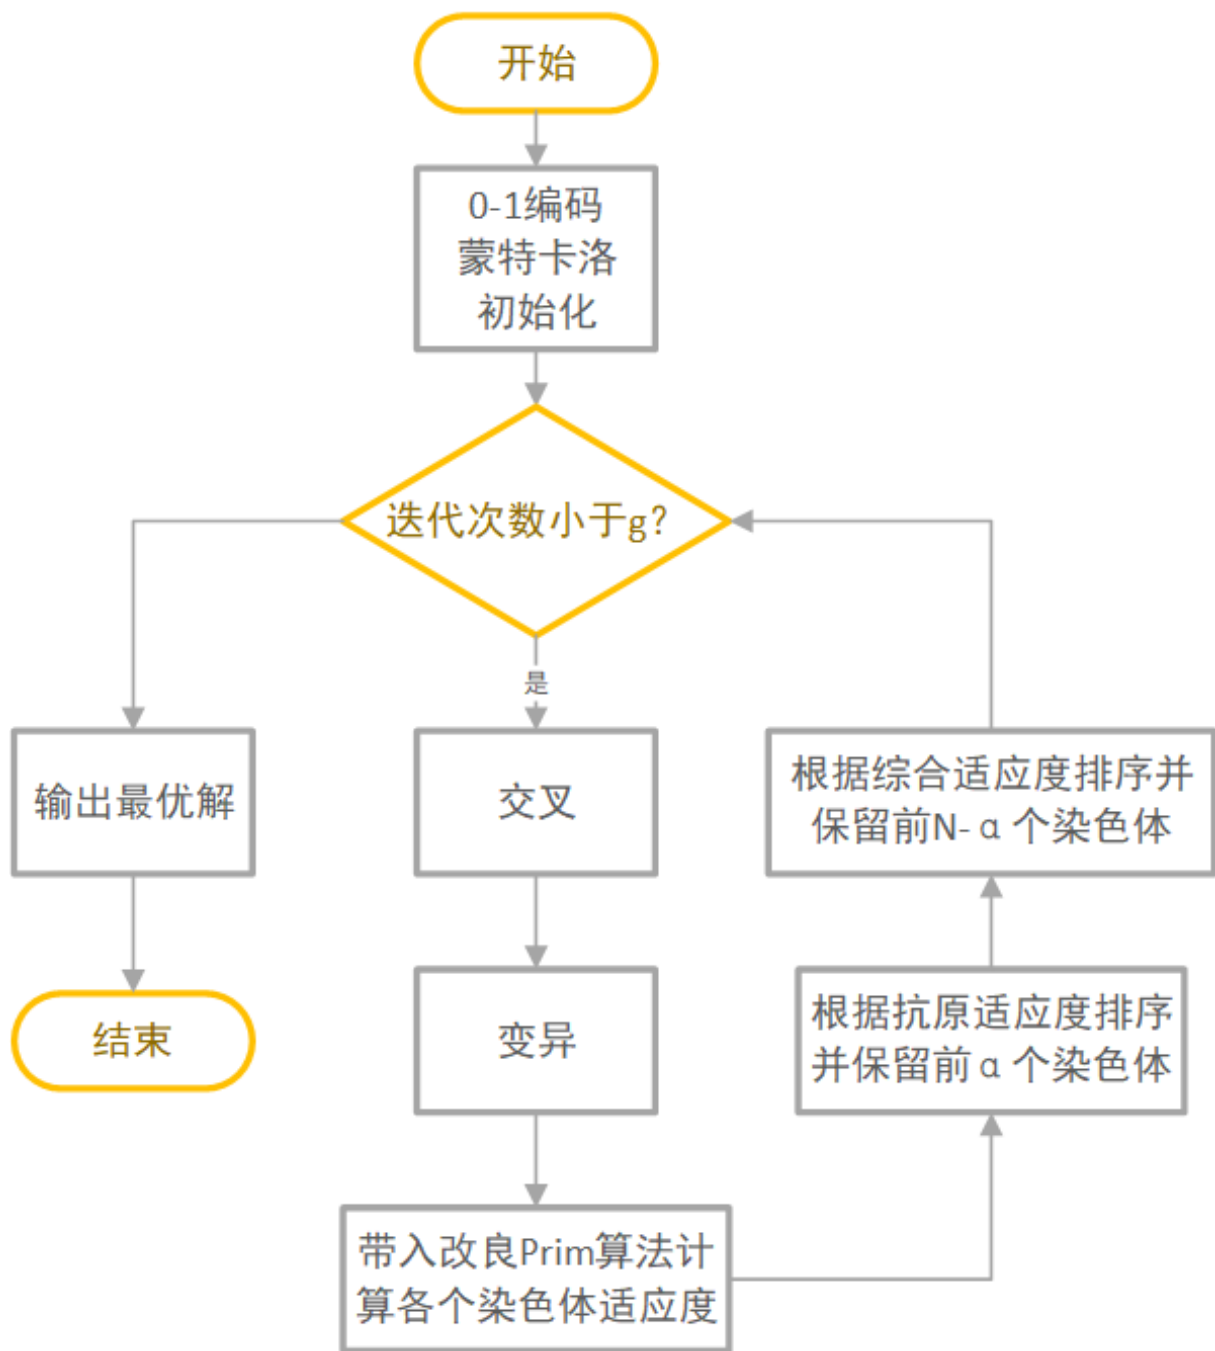 开始
0-1编码
蒙特卡洛
初始化
迭代次数小于g?
是
输出最优解
交叉
根据综合适应度排序并
保留前N-α个染色体
结束
变异
根据抗原适应度排序
并保留前α个染色体
带入改良Prim算法计
算各个染色体适应度